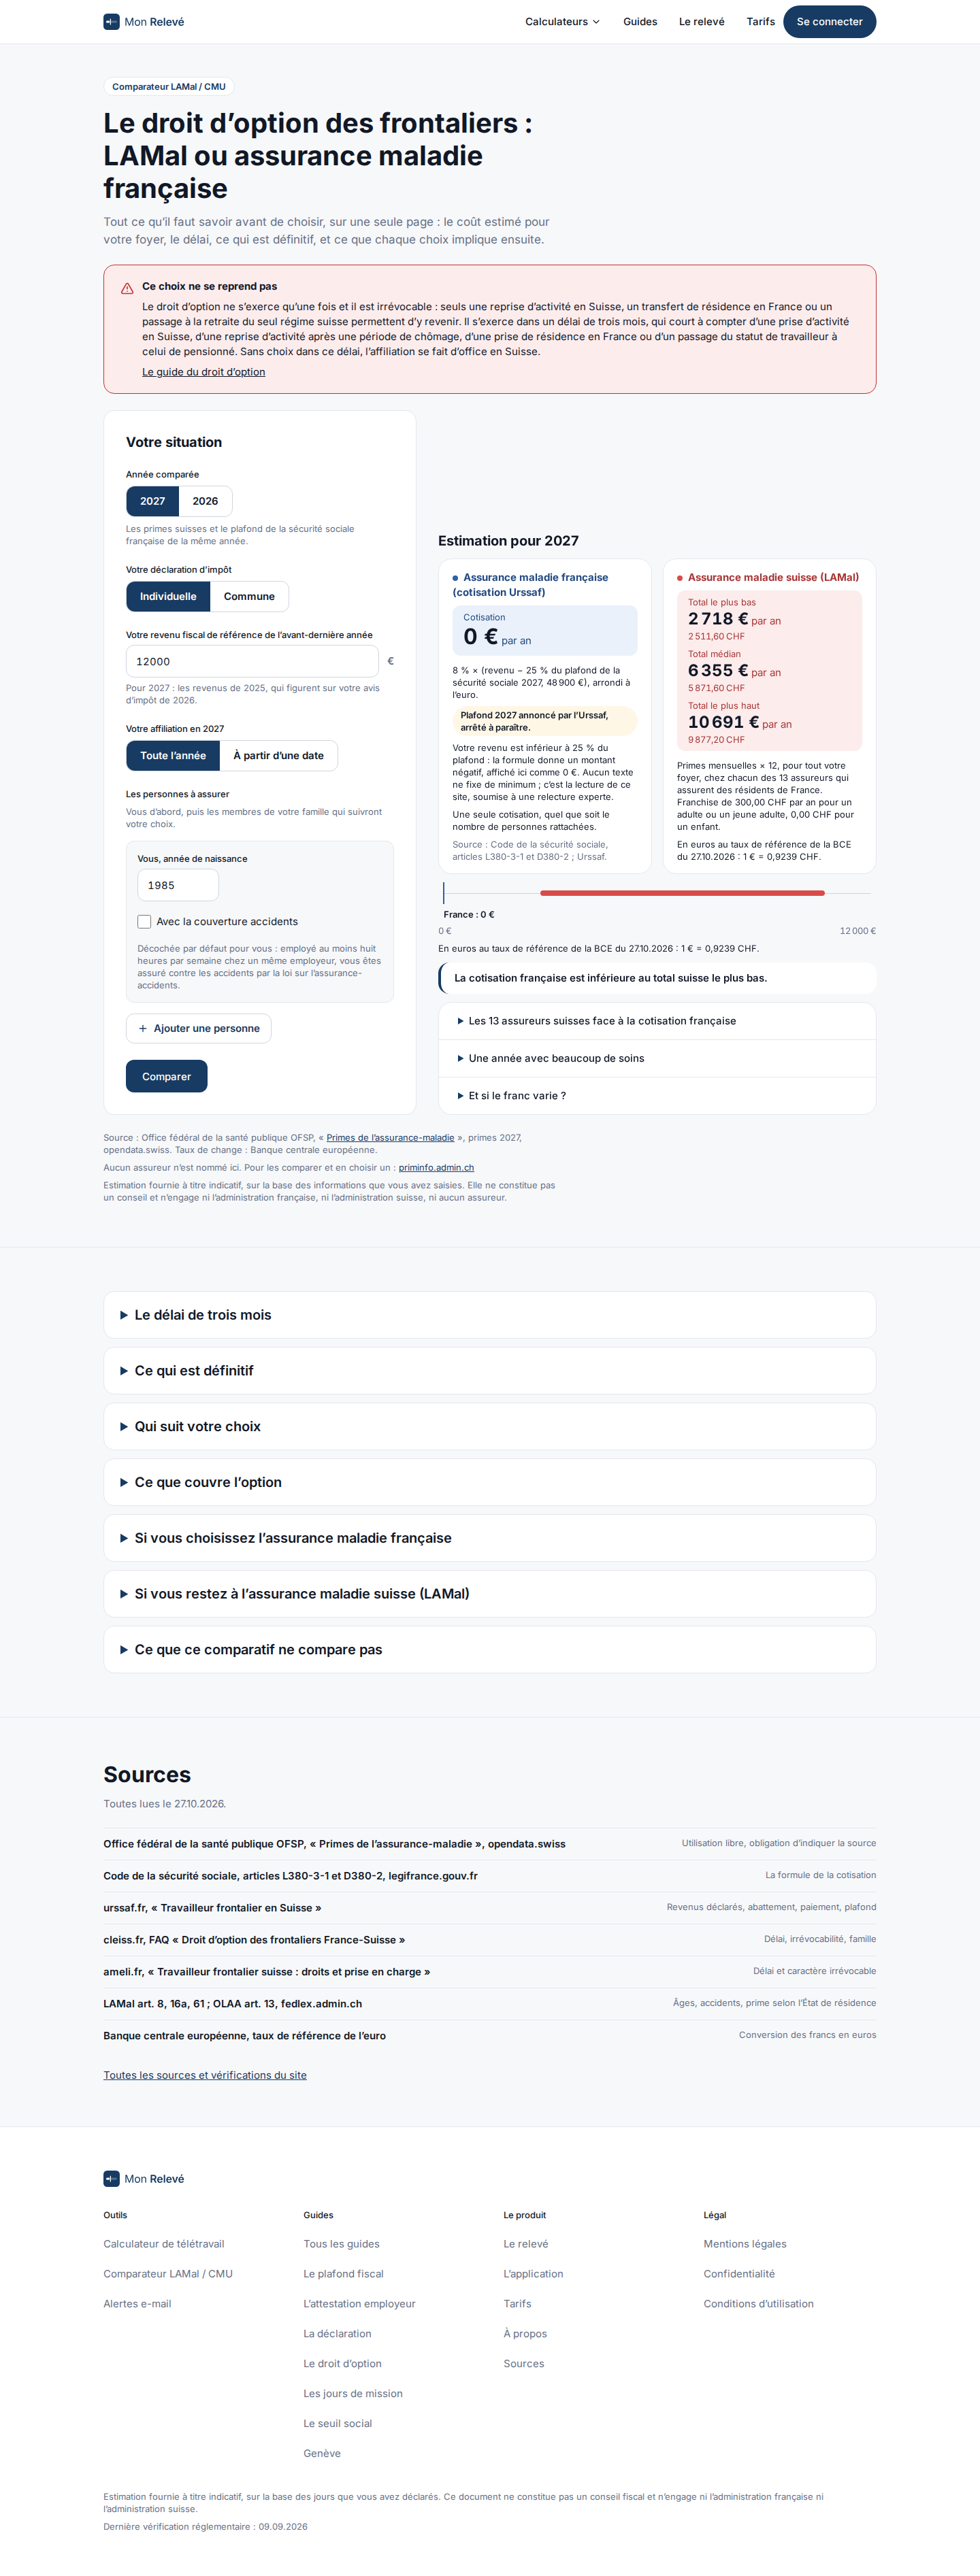 Mon Relevé
Calculateurs
Guides
Le relevé
Tarifs
Se connecter
Comparateur LAMal / CMU
Le droit d’option des frontaliers :
LAMal ou assurance maladie
française
Tout ce qu’il faut savoir avant de choisir, sur une seule page : le coût estimé pour
votre foyer, le délai, ce qui est définitif, et ce que chaque choix implique ensuite.
Ce choix ne se reprend pas
Le droit d’option ne s’exerce qu’une fois et il est irrévocable : seuls une reprise d’activité en Suisse, un transfert de résidence en France ou un
passage à la retraite du seul régime suisse permettent d’y revenir. Il s’exerce dans un délai de trois mois, qui court à compter d’une prise d’activité
en Suisse, d’une reprise d’activité après une période de chômage, d’une prise de résidence en France ou d’un passage du statut de travailleur à
celui de pensionné. Sans choix dans ce délai, l’affiliation se fait d’office en Suisse.
Le guide du droit d’option
Votre situation
Année comparée
2027
2026
Les primes suisses et le plafond de la sécurité sociale
française de la même année.
Votre déclaration d’impôt
Individuelle
Commune
Votre revenu fiscal de référence de l’avant-dernière année
12000
€
Pour 2027 : les revenus de 2025, qui figurent sur votre avis
d’impôt de 2026.
Votre affiliation en 2027
Toute l’année
À partir d’une date
Les personnes à assurer
Vous d’abord, puis les membres de votre famille qui suivront
votre choix.
Vous, année de naissance
1985
Avec la couverture accidents
Décochée par défaut pour vous : employé au moins huit
heures par semaine chez un même employeur, vous êtes
assuré contre les accidents par la loi sur l’assurance-
accidents.
+ Ajouter une personne
Comparer
Estimation pour 2027
Assurance maladie française
(cotisation Urssaf)
Cotisation
0 € par an
8 % × (revenu − 25 % du plafond de la
sécurité sociale 2027, 48 900 €), arrondi à
l’euro.
Plafond 2027 annoncé par l’Urssaf,
arrêté à paraître.
Votre revenu est inférieur à 25 % du
plafond : la formule donne un montant
négatif, affiché ici comme 0 €. Aucun texte
ne fixe de minimum ; c’est la lecture de ce
site, soumise à une relecture experte.
Une seule cotisation, quel que soit le
nombre de personnes rattachées.
Source : Code de la sécurité sociale,
articles L380-3-1 et D380-2 ; Urssaf.
Assurance maladie suisse (LAMal)
Total le plus bas
2 718 € par an
2 511,60 CHF
Total médian
6 355 € par an
5 871,60 CHF
Total le plus haut
10 691 € par an
9 877,20 CHF
Primes mensuelles × 12, pour tout votre
foyer, chez chacun des 13 assureurs qui
assurent des résidents de France.
Franchise de 300,00 CHF par an pour un
adulte ou un jeune adulte, 0,00 CHF pour
un enfant.
En euros au taux de référence de la BCE
du 27.10.2026 : 1 € = 0,9239 CHF.
France : 0 €
0 €
12 000 €
En euros au taux de référence de la BCE du 27.10.2026 : 1 € = 0,9239 CHF.
La cotisation française est inférieure au total suisse le plus bas.
Les 13 assureurs suisses face à la cotisation française
Une année avec beaucoup de soins
Et si le franc varie ?
Source : Office fédéral de la santé publique OFSP, « Primes de l’assurance-maladie », primes 2027,
opendata.swiss. Taux de change : Banque centrale européenne.
Aucun assureur n’est nommé ici. Pour les comparer et en choisir un : priminfo.admin.ch
Estimation fournie à titre indicatif, sur la base des informations que vous avez saisies. Elle ne constitue pas
un conseil et n’engage ni l’administration française, ni l’administration suisse, ni aucun assureur.
Le délai de trois mois
Ce qui est définitif
Qui suit votre choix
Ce que couvre l’option
Si vous choisissez l’assurance maladie française
Si vous restez à l’assurance maladie suisse (LAMal)
Ce que ce comparatif ne compare pas
Sources
Toutes lues le 27.10.2026.
Office fédéral de la santé publique OFSP, « Primes de l’assurance-maladie », opendata.swiss
Utilisation libre, obligation d’indiquer la source
Code de la sécurité sociale, articles L380-3-1 et D380-2, legifrance.gouv.fr
La formule de la cotisation
urssaf.fr, « Travailleur frontalier en Suisse »
Revenus déclarés, abattement, paiement, plafond
cleiss.fr, FAQ « Droit d’option des frontaliers France-Suisse »
Délai, irrévocabilité, famille
ameli.fr, « Travailleur frontalier suisse : droits et prise en charge »
Délai et caractère irrévocable
LAMal art. 8, 16a, 61 ; OLAA art. 13, fedlex.admin.ch
Âges, accidents, prime selon l’État de résidence
Banque centrale européenne, taux de référence de l’euro
Conversion des francs en euros
Toutes les sources et vérifications du site
Mon Relevé
Outils
Calculateur de télétravail
Comparateur LAMal / CMU
Alertes e-mail
Guides
Tous les guides
Le plafond fiscal
L’attestation employeur
La déclaration
Le droit d’option
Les jours de mission
Le seuil social
Genève
Le produit
Le relevé
L’application
Tarifs
À propos
Sources
Légal
Mentions légales
Confidentialité
Conditions d’utilisation
Estimation fournie à titre indicatif, sur la base des jours que vous avez déclarés. Ce document ne constitue pas un conseil fiscal et n’engage ni l’administration française ni
l’administration suisse.
Dernière vérification réglementaire : 09.09.2026